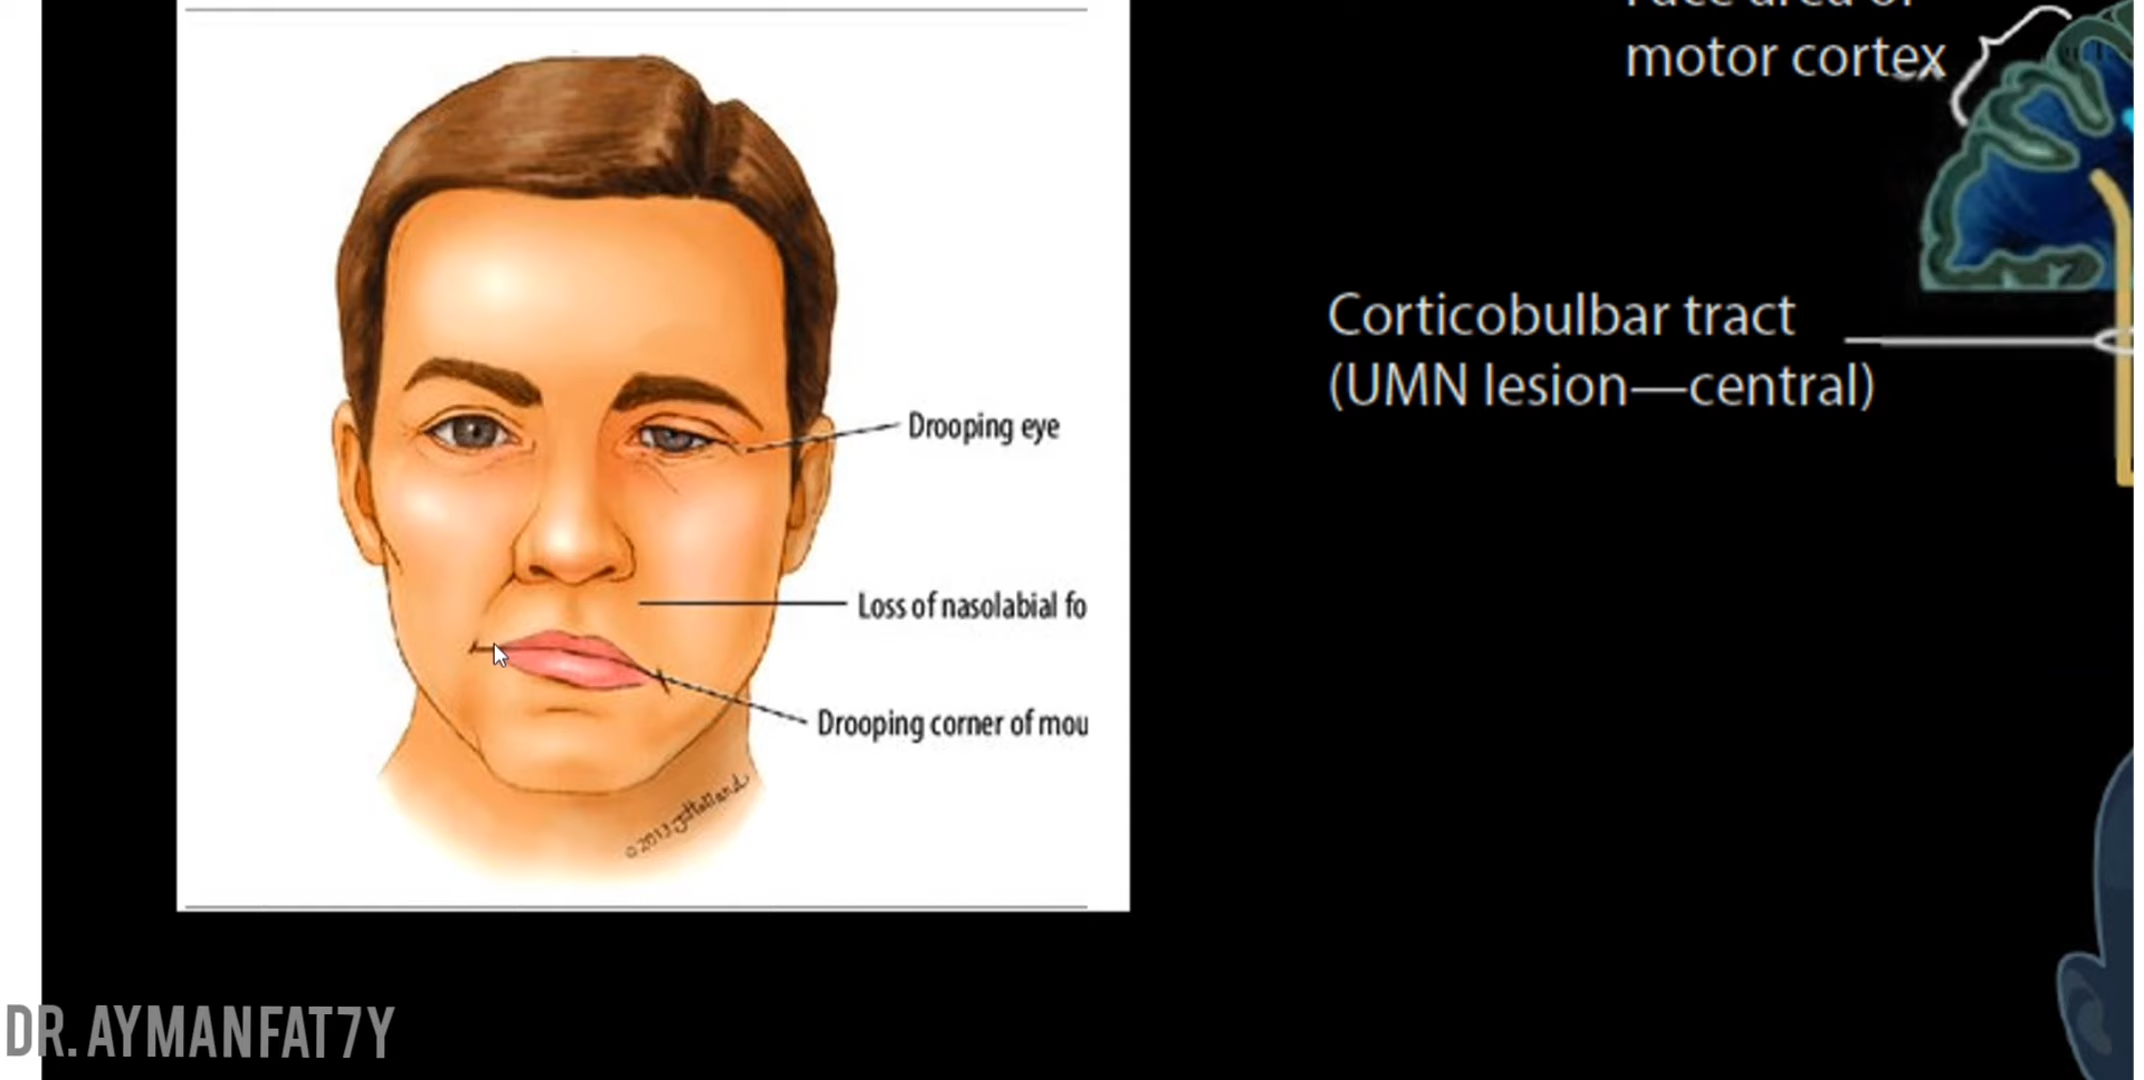 motor cortex
Drooping eye
Loss of nasolabial fo
Drooping corner of mou
Corticobulbar tract
(UMN lesion—central)
DR. AYMANFAT7Y